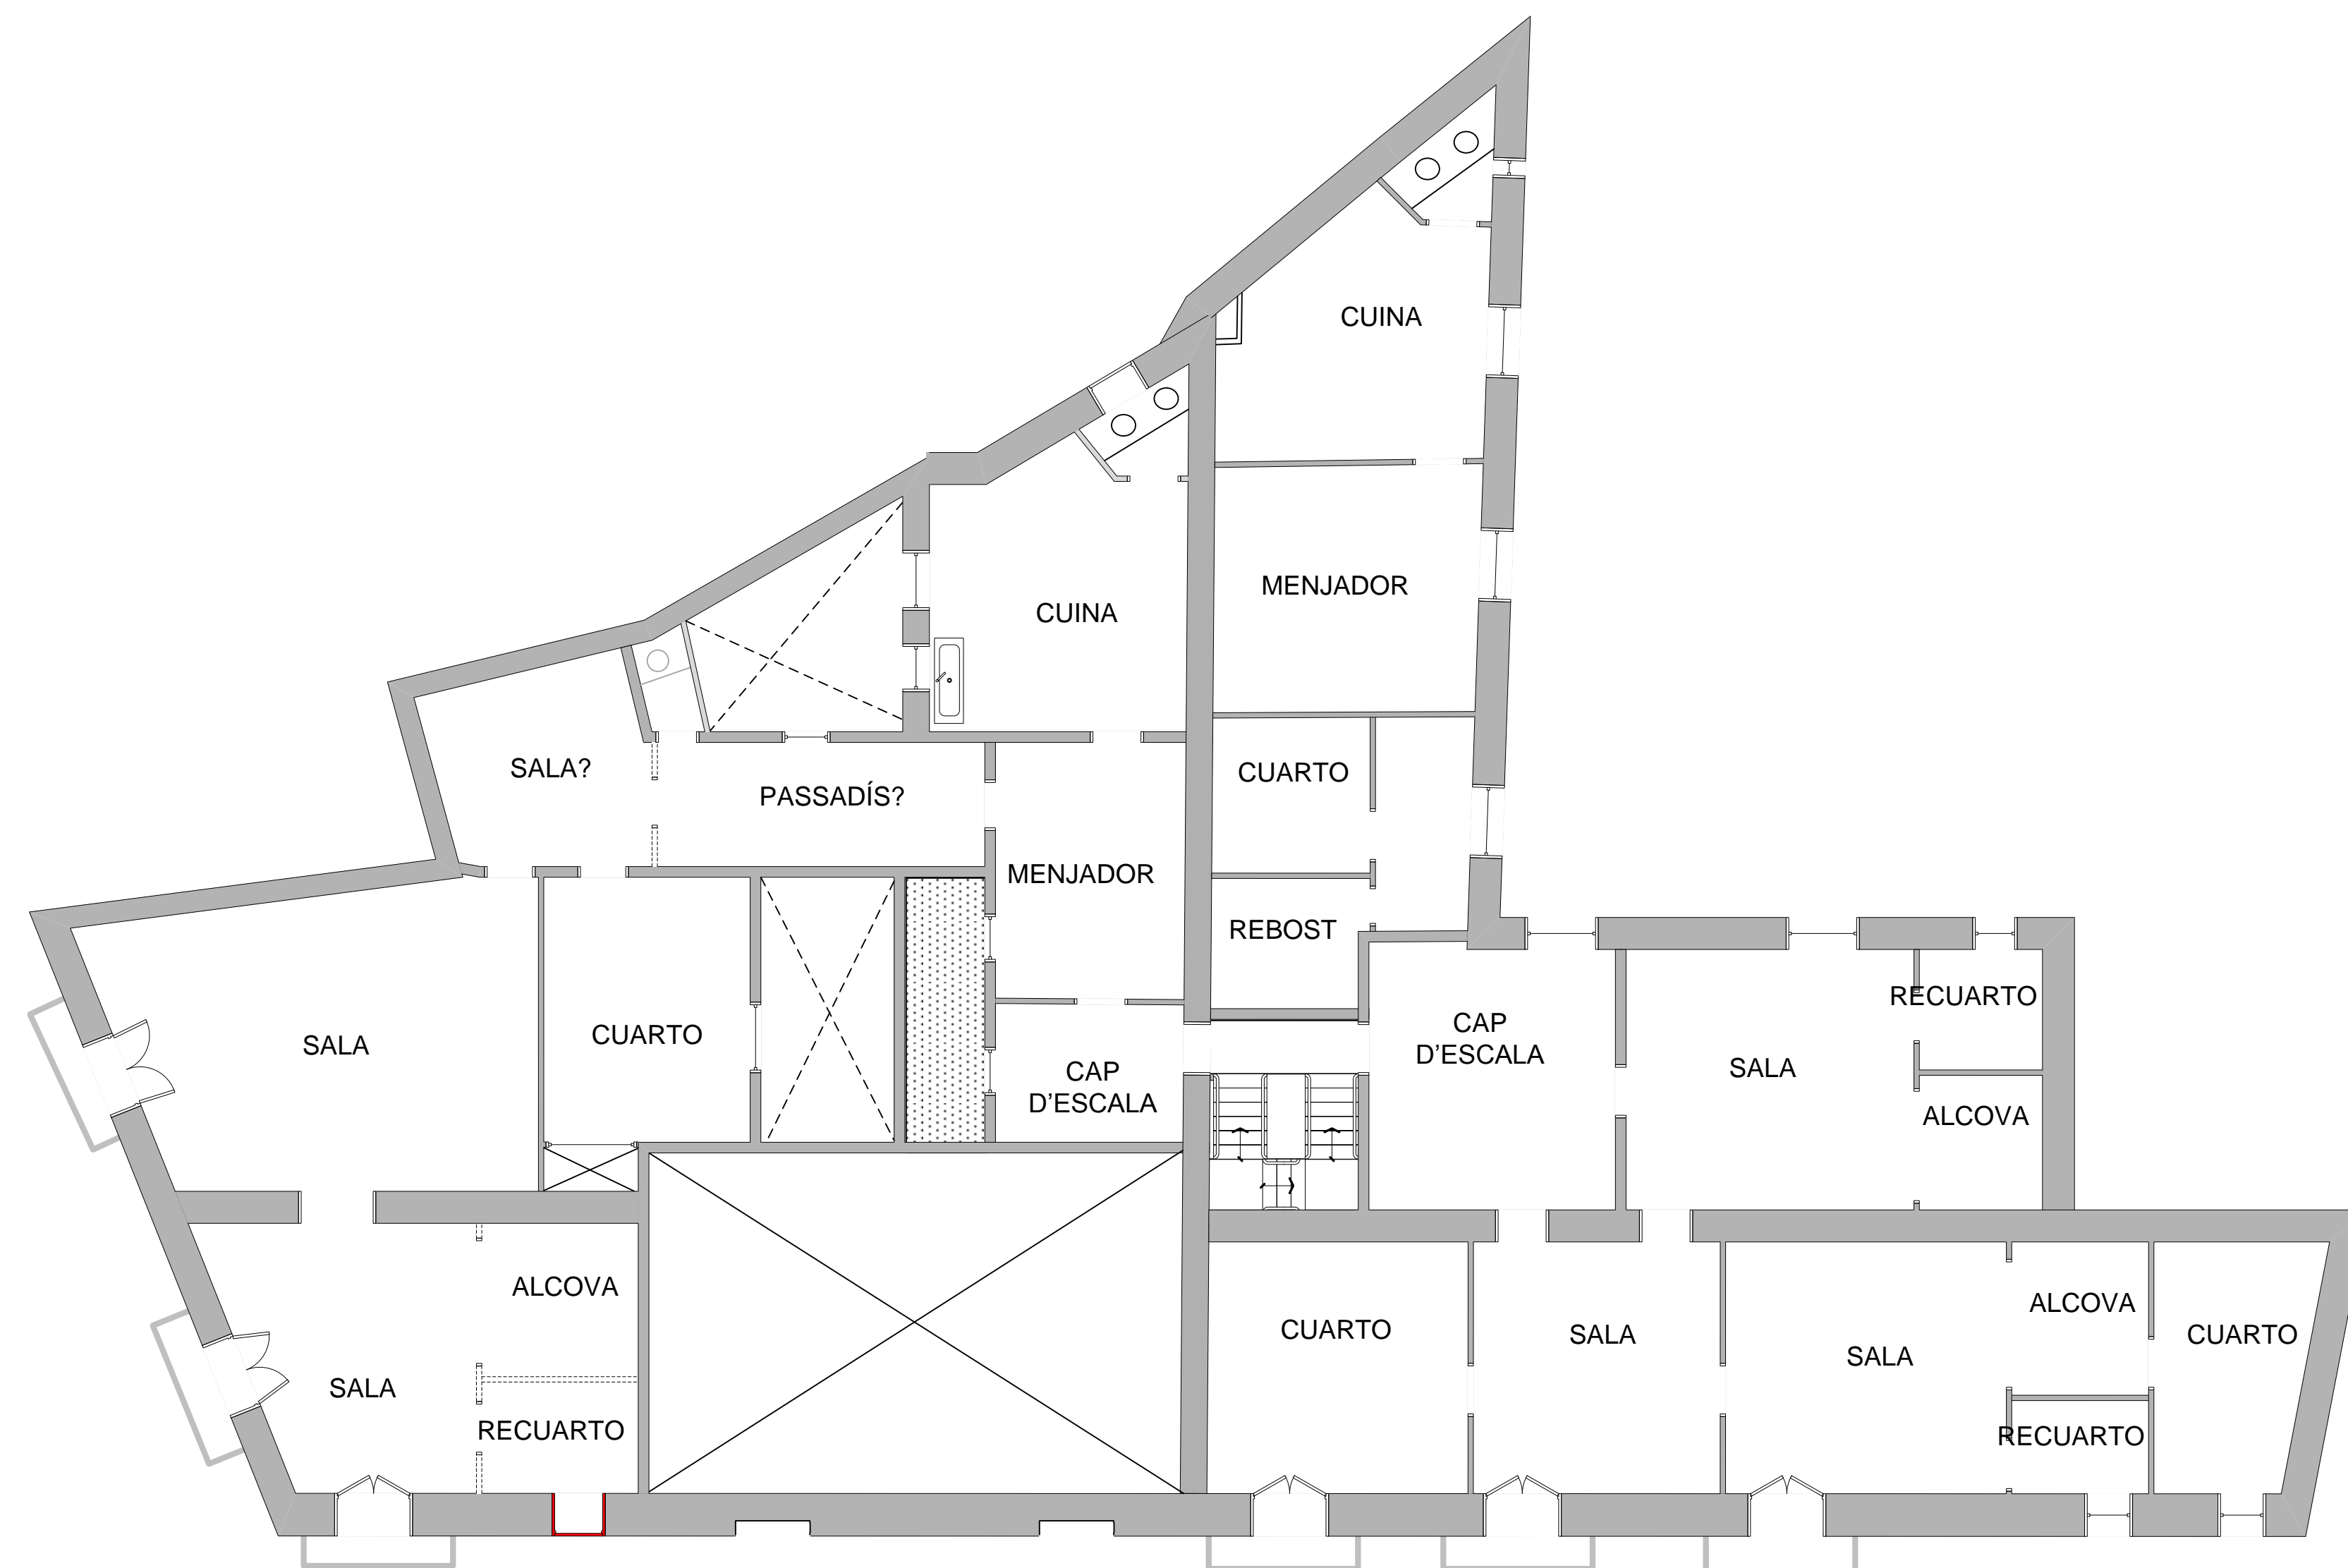 CUINA
MENJADOR
CUINA
SALA?
PASSADÍS?
CUARTO
MENJADOR
REBOST
RECUARTO
CAP
D'ESCALA
SALA
CUARTO
CAP
D'ESCALA
SALA
ALCOVA
ALCOVA
ALCOVA
CUARTO
SALA
CUARTO
SALA
SALA
RECUARTO
RECUARTO